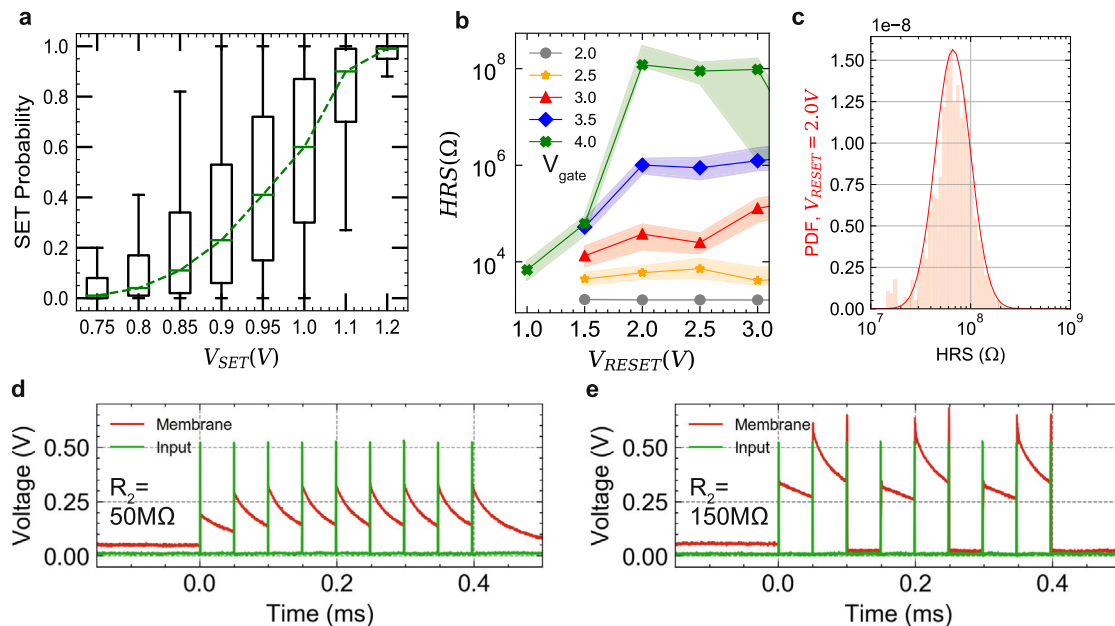 a
SET Probability
1.0
0.8
0.6
0.4
0.2
0.0
0.75 0.8 0.85 0.9 0.95 1.0 1.1 1.2
V_SET(V)
b
HRS(Ω)
10^8
10^6
10^4
2.0
2.5
3.0
3.5
4.0
V_gate
1.0 1.5 2.0 2.5 3.0
V_RESET(V)
c
1e-8
PDF, V_RESET = 2.0V
1.50
1.25
1.00
0.75
0.50
0.25
0.00
10^7 10^8 10^9
HRS (Ω)
d
Voltage (V)
0.50
0.25
0.00
Membrane
Input
R_2=
50MΩ
0.0 0.2 0.4
Time (ms)
e
Voltage (V)
0.50
0.25
0.00
Membrane
Input
R_2=
150MΩ
0.0 0.2 0.4
Time (ms)